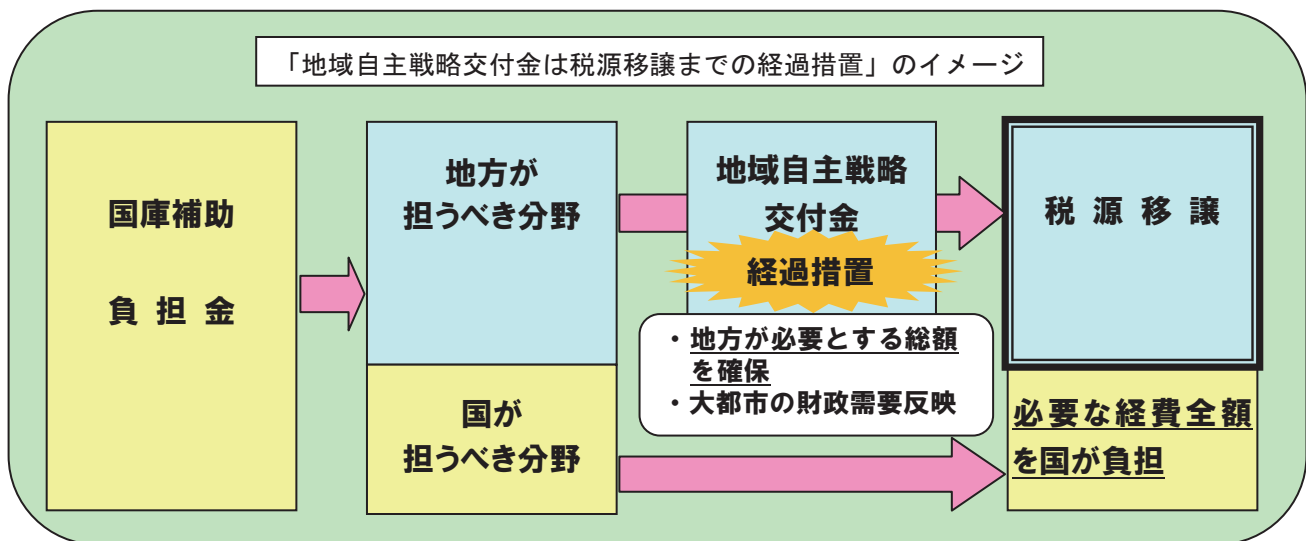 「地域自主戦略交付金は税源移譲までの経過措置」のイメージ
国庫補助
負担金
地方が
担うべき分野
国が
担うべき分野
地域自主戦略
交付金
経過措置
・地方が必要とする総額
を確保
・大都市の財政需要反映
税源移譲
必要な経費全額
を国が負担